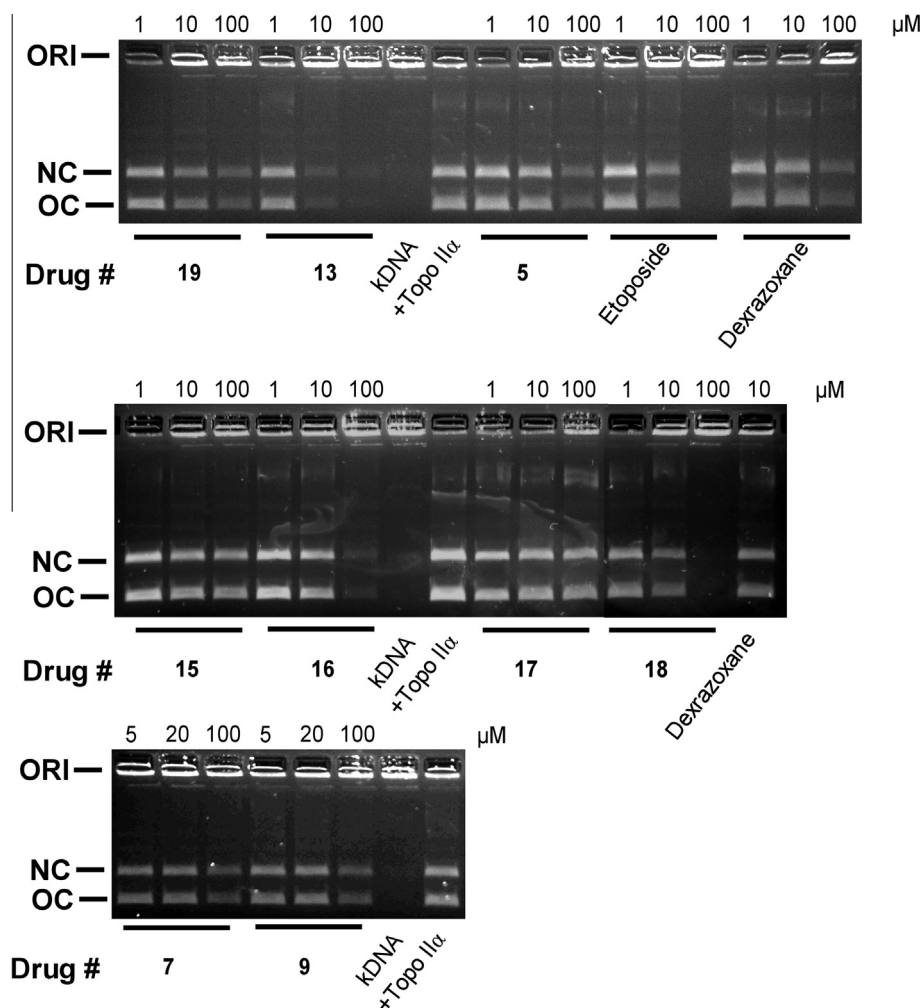 1 10 100 1 10 100 1 10 100 1 10 100 1 10 100 µM
ORI
NC
OC
Drug # 19 13 kDNA +Topo IIα 5 Etoposide Dexrazoxane
1 10 100 1 10 100 1 10 100 1 10 100 10 µM
ORI
NC
OC
Drug # 15 16 kDNA +Topo IIα 17 18 Dexrazoxane
5 20 100 5 20 100 µM
ORI
NC
OC
Drug # 7 9 kDNA +Topo IIα